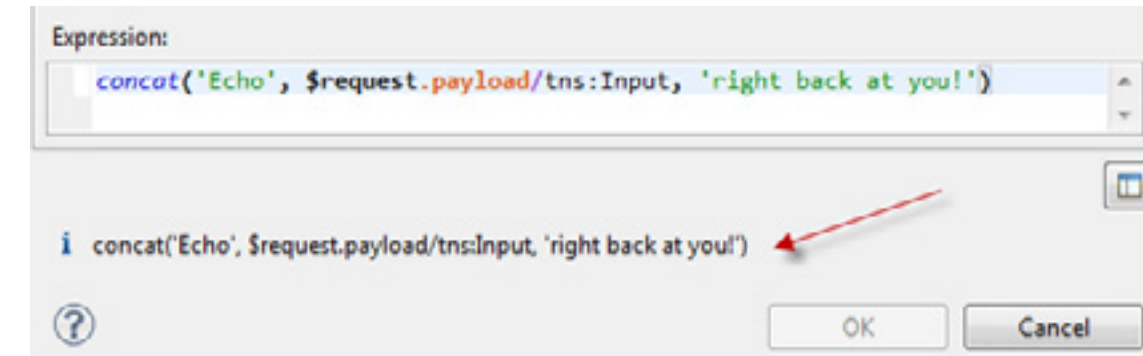 Expression:
concat('Echo', $request.payload/tns:Input, 'right back at you!')
i concat('Echo', $request.payload/tns:Input, 'right back at you!')
? OK Cancel